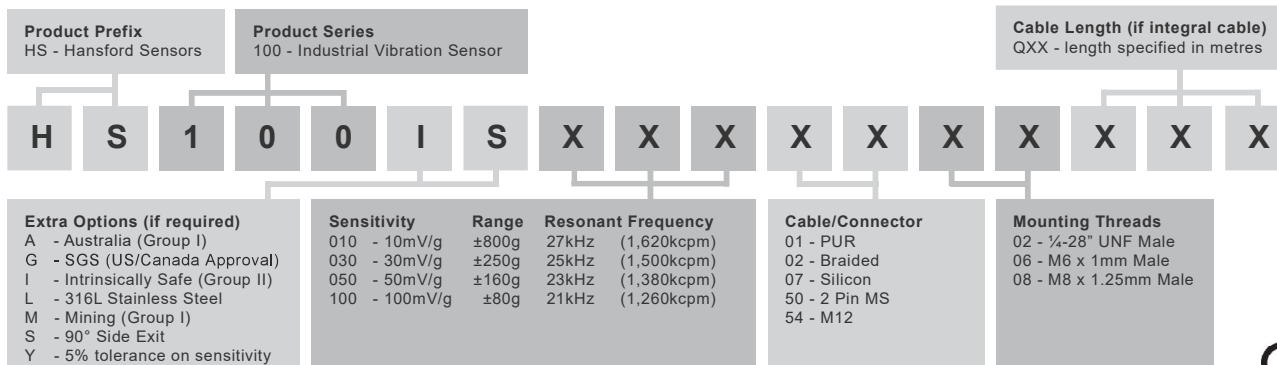 Product Prefix
HS - Hansford Sensors
Product Series
100 - Industrial Vibration Sensor
Cable Length (if integral cable)
QXX - length specified in metres
H S 1 0 0 I S X X X X X X X X X X
Extra Options (if required)
A - Australia (Group I)
G - SGS (US/Canada Approval)
I - Intrinsically Safe (Group II)
L - 316L Stainless Steel
M - Mining (Group I)
S - 90° Side Exit
Y - 5% tolerance on sensitivity
Sensitivity Range Resonant Frequency
010 - 10mV/g ±800g 27kHz (1,620kcpm)
030 - 30mV/g ±250g 25kHz (1,500kcpm)
050 - 50mV/g ±160g 23kHz (1,380kcpm)
100 - 100mV/g ±80g 21kHz (1,260kcpm)
Cable/Connector
01 - PUR
02 - Braided
07 - Silicon
50 - 2 Pin MS
54 - M12
Mounting Threads
02 - ¼-28” UNF Male
06 - M6 x 1mm Male
08 - M8 x 1.25mm Male